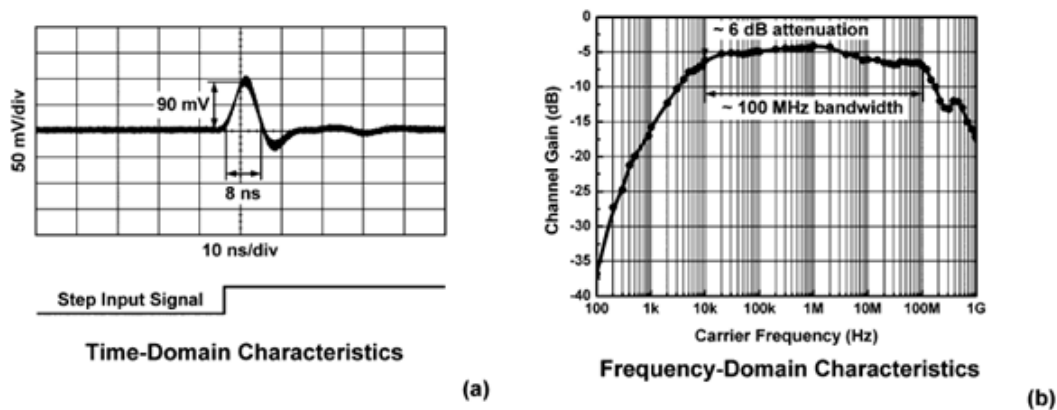 50 mV/div
90 mV
8 ns
10 ns/div
Step Input Signal
Time-Domain Characteristics
(a)
Channel Gain (dB)
0
-5
-10
-15
-20
-25
-30
-35
-40
~ 6 dB attenuation
~ 100 MHz bandwidth
100 1k 10k 100k 1M 10M 100M 1G
Carrier Frequency (Hz)
Frequency-Domain Characteristics
(b)